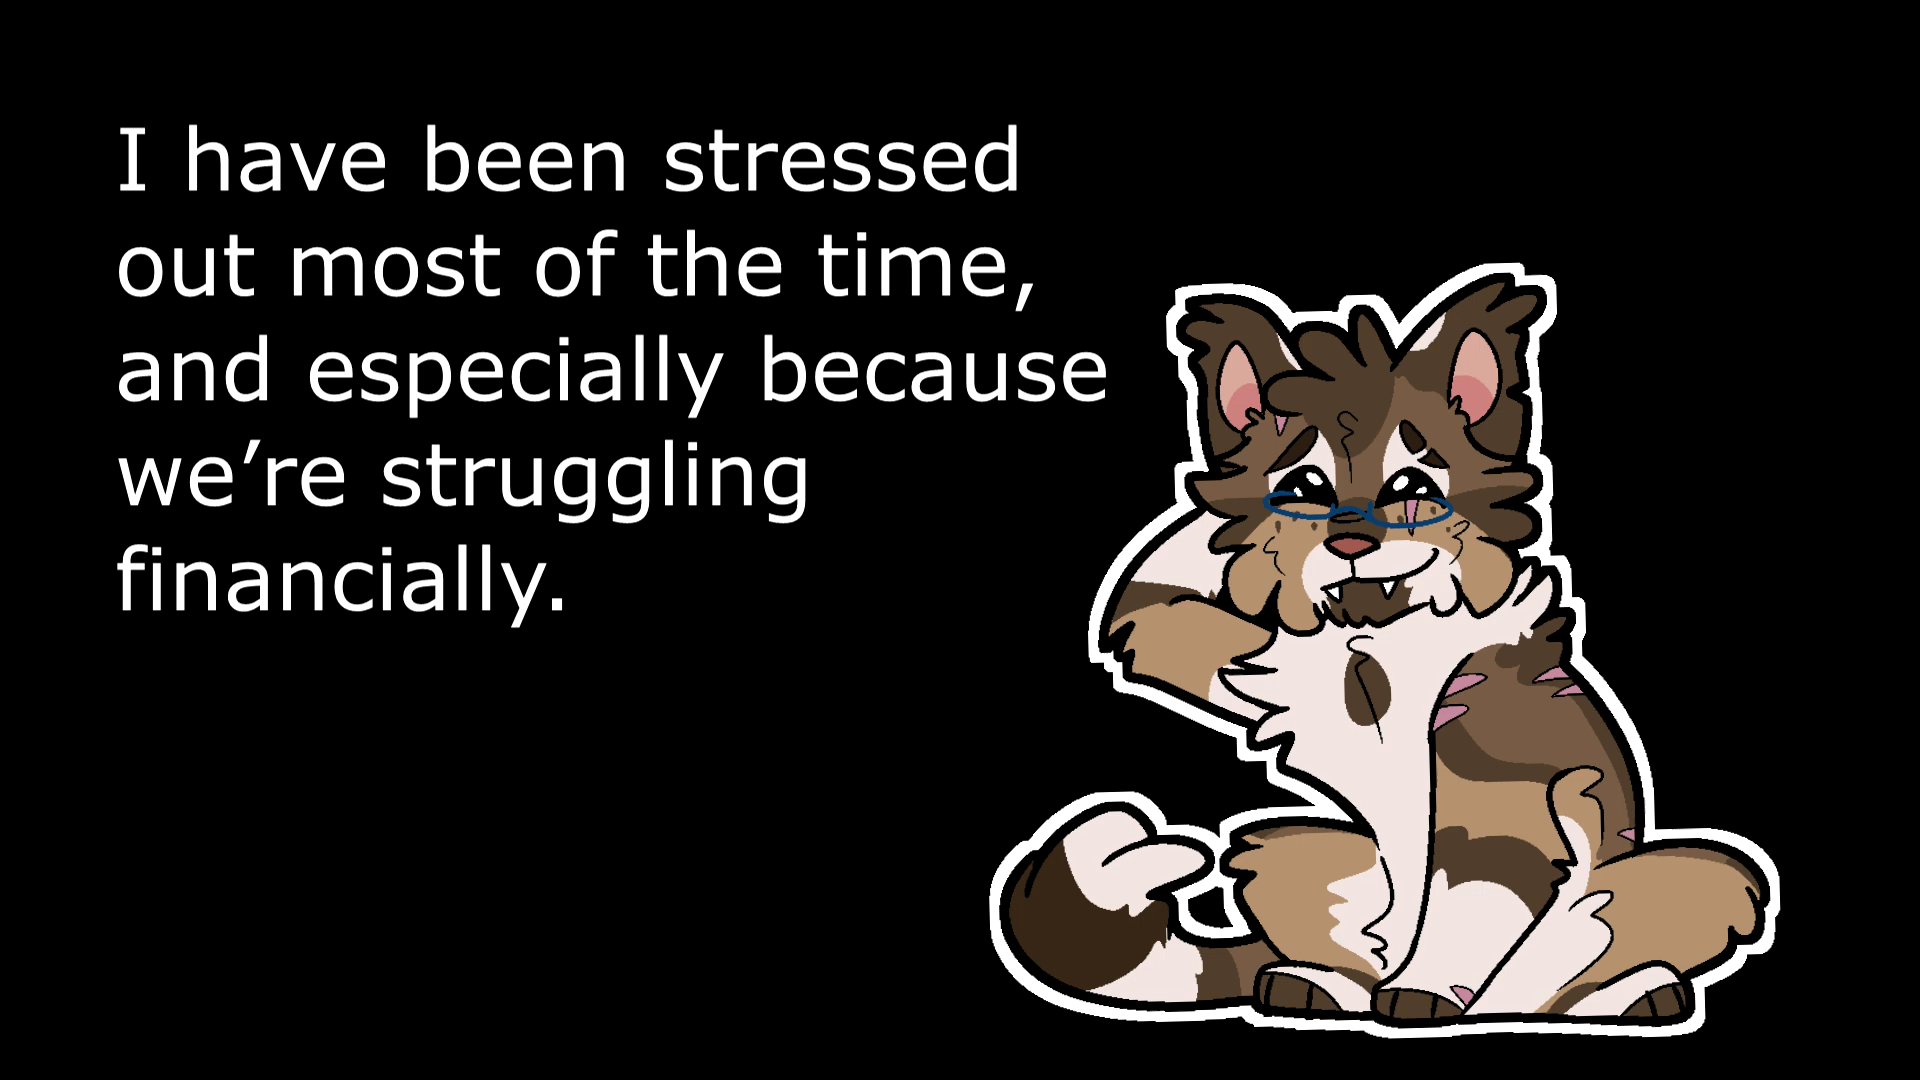 I have been stressed
out most of the time,
and especially because
we’re struggling
financially.